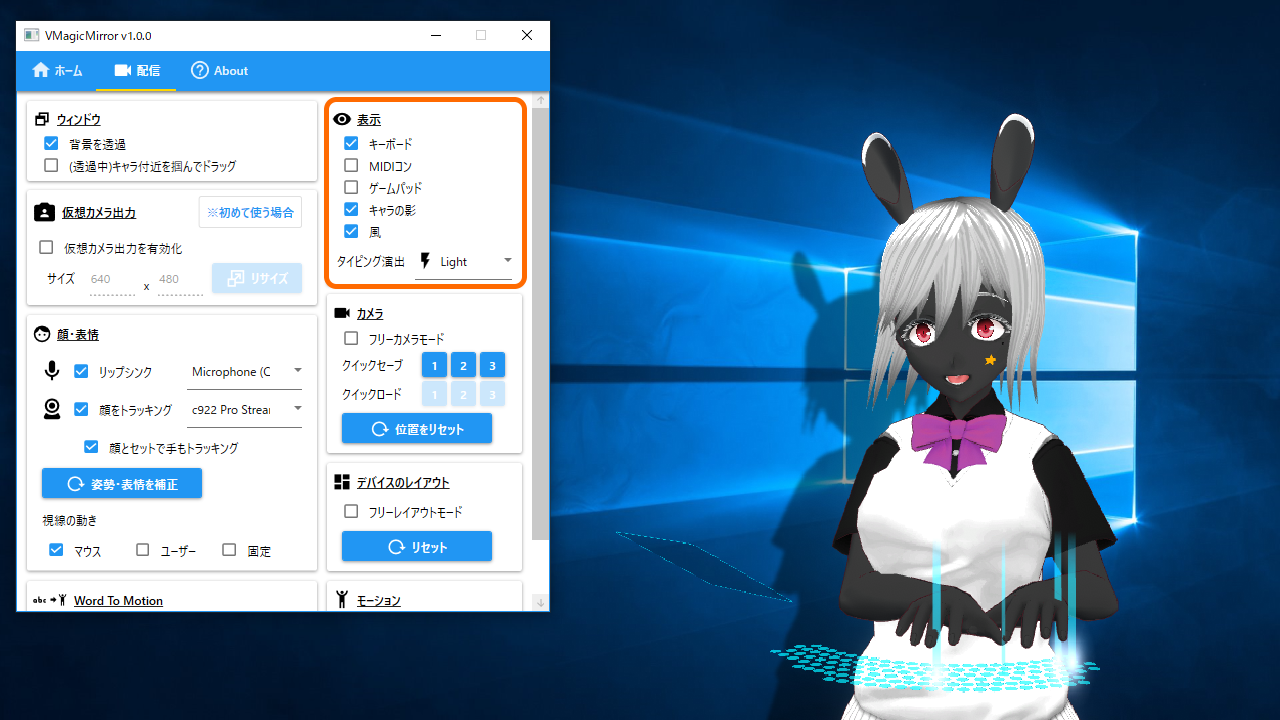 VMagicMirror v1.0.0
ホーム 配信 About
ウィンドウ
背景を透過
(透過中)キャラ付近を掴んでドラッグ
仮想カメラ出力 ※初めて使う場合
仮想カメラ出力を有効化
サイズ 640 x 480 リサイズ
顔・表情
リップシンク Microphone (C
顔をトラッキング c922 Pro Strear
顔とセットで手もトラッキング
姿勢・表情を補正
視線の動き
マウス ユーザー 固定
abc Word To Motion
表示
キーボード
MIDIコン
ゲームパッド
キャラの影
風
タイピング演出 Light
カメラ
フリーカメラモード
クイックセーブ 1 2 3
クイックロード 1 2 3
位置をリセット
デバイスのレイアウト
フリーレイアウトモード
リセット
モーション